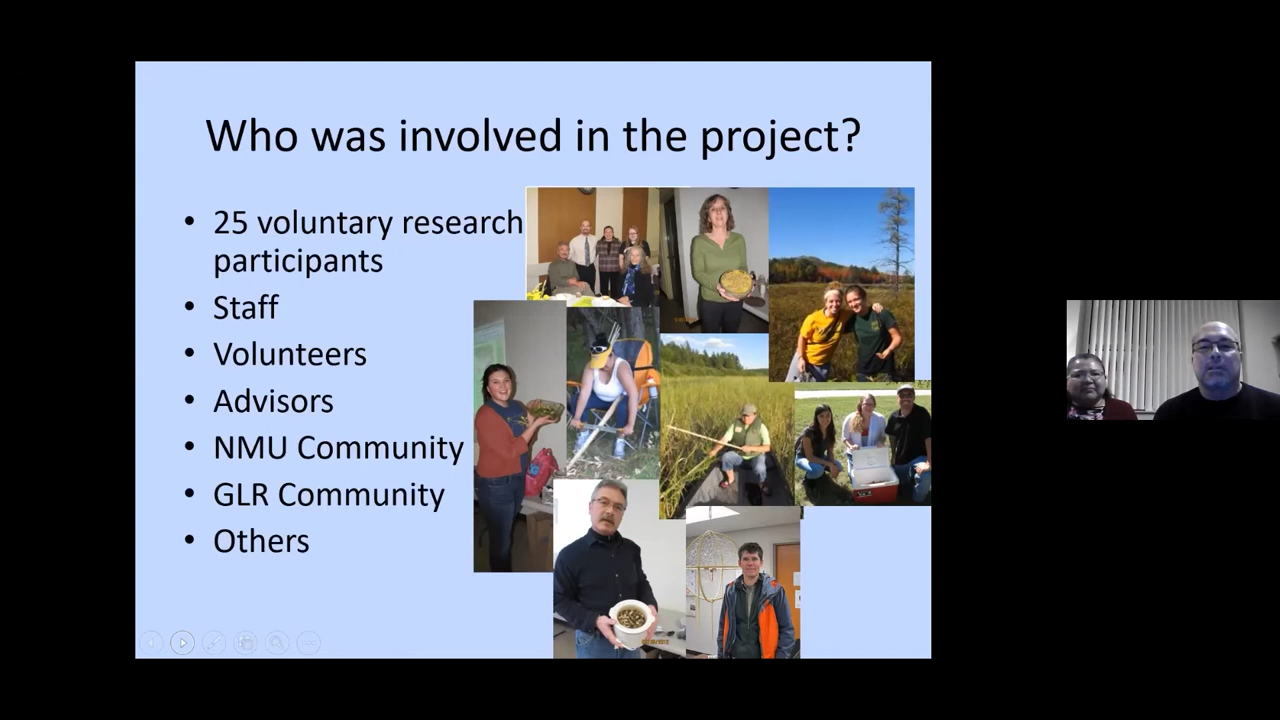 Who was involved in the project?
• 25 voluntary research
participants
• Staff
• Volunteers
• Advisors
• NMU Community
• GLR Community
• Others